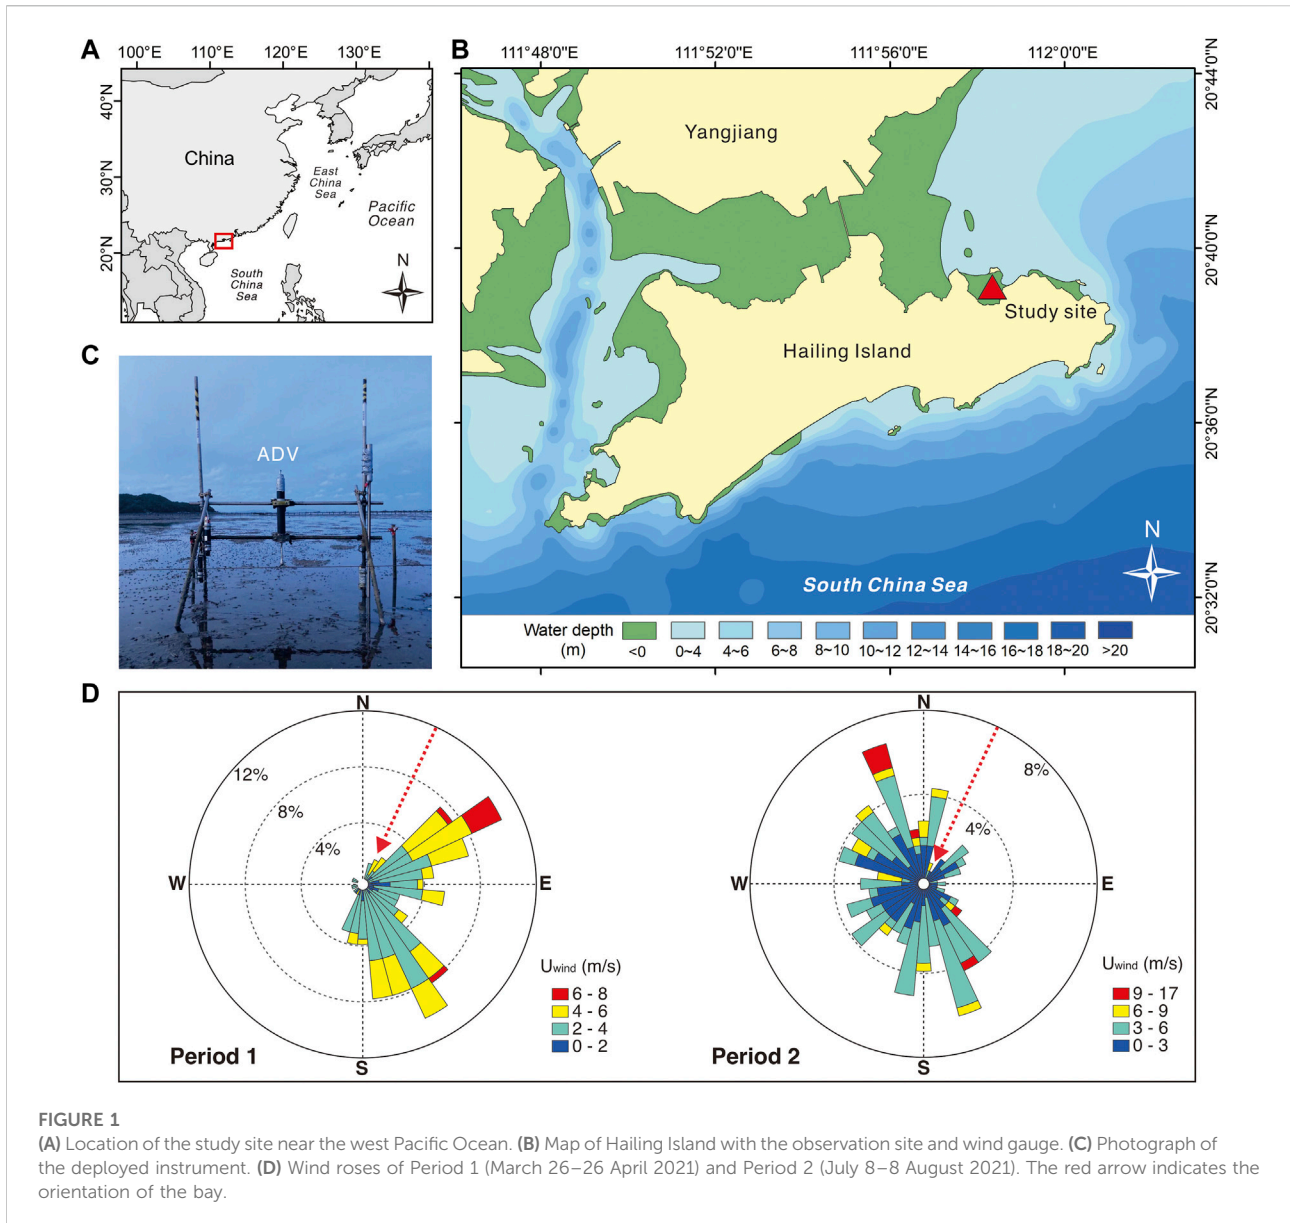 A
100°E 110°E 120°E 130°E
40°N
30°N
20°N
China
East
China
Sea
Pacific
Ocean
South
China
Sea
N
B
111°48'0"E 111°52'0"E 111°56'0"E 112°0'0"E
20°44'0"N
20°40'0"N
20°36'0"N
20°32'0"N
Yangjiang
Study site
Hailing Island
South China Sea
N
Water depth
(m)
<0 0~4 4~6 6~8 8~10 10~12 12~14 14~16 16~18 18~20 >20
C
ADV
D
N
12%
8%
4%
W
E
S
Period 1
Uwind (m/s)
6 - 8
4 - 6
2 - 4
0 - 2
N
8%
4%
W
E
S
Period 2
Uwind (m/s)
9 - 17
6 - 9
3 - 6
0 - 3
FIGURE 1
(A) Location of the study site near the west Pacific Ocean. (B) Map of Hailing Island with the observation site and wind gauge. (C) Photograph of
the deployed instrument. (D) Wind roses of Period 1 (March 26–26 April 2021) and Period 2 (July 8–8 August 2021). The red arrow indicates the
orientation of the bay.